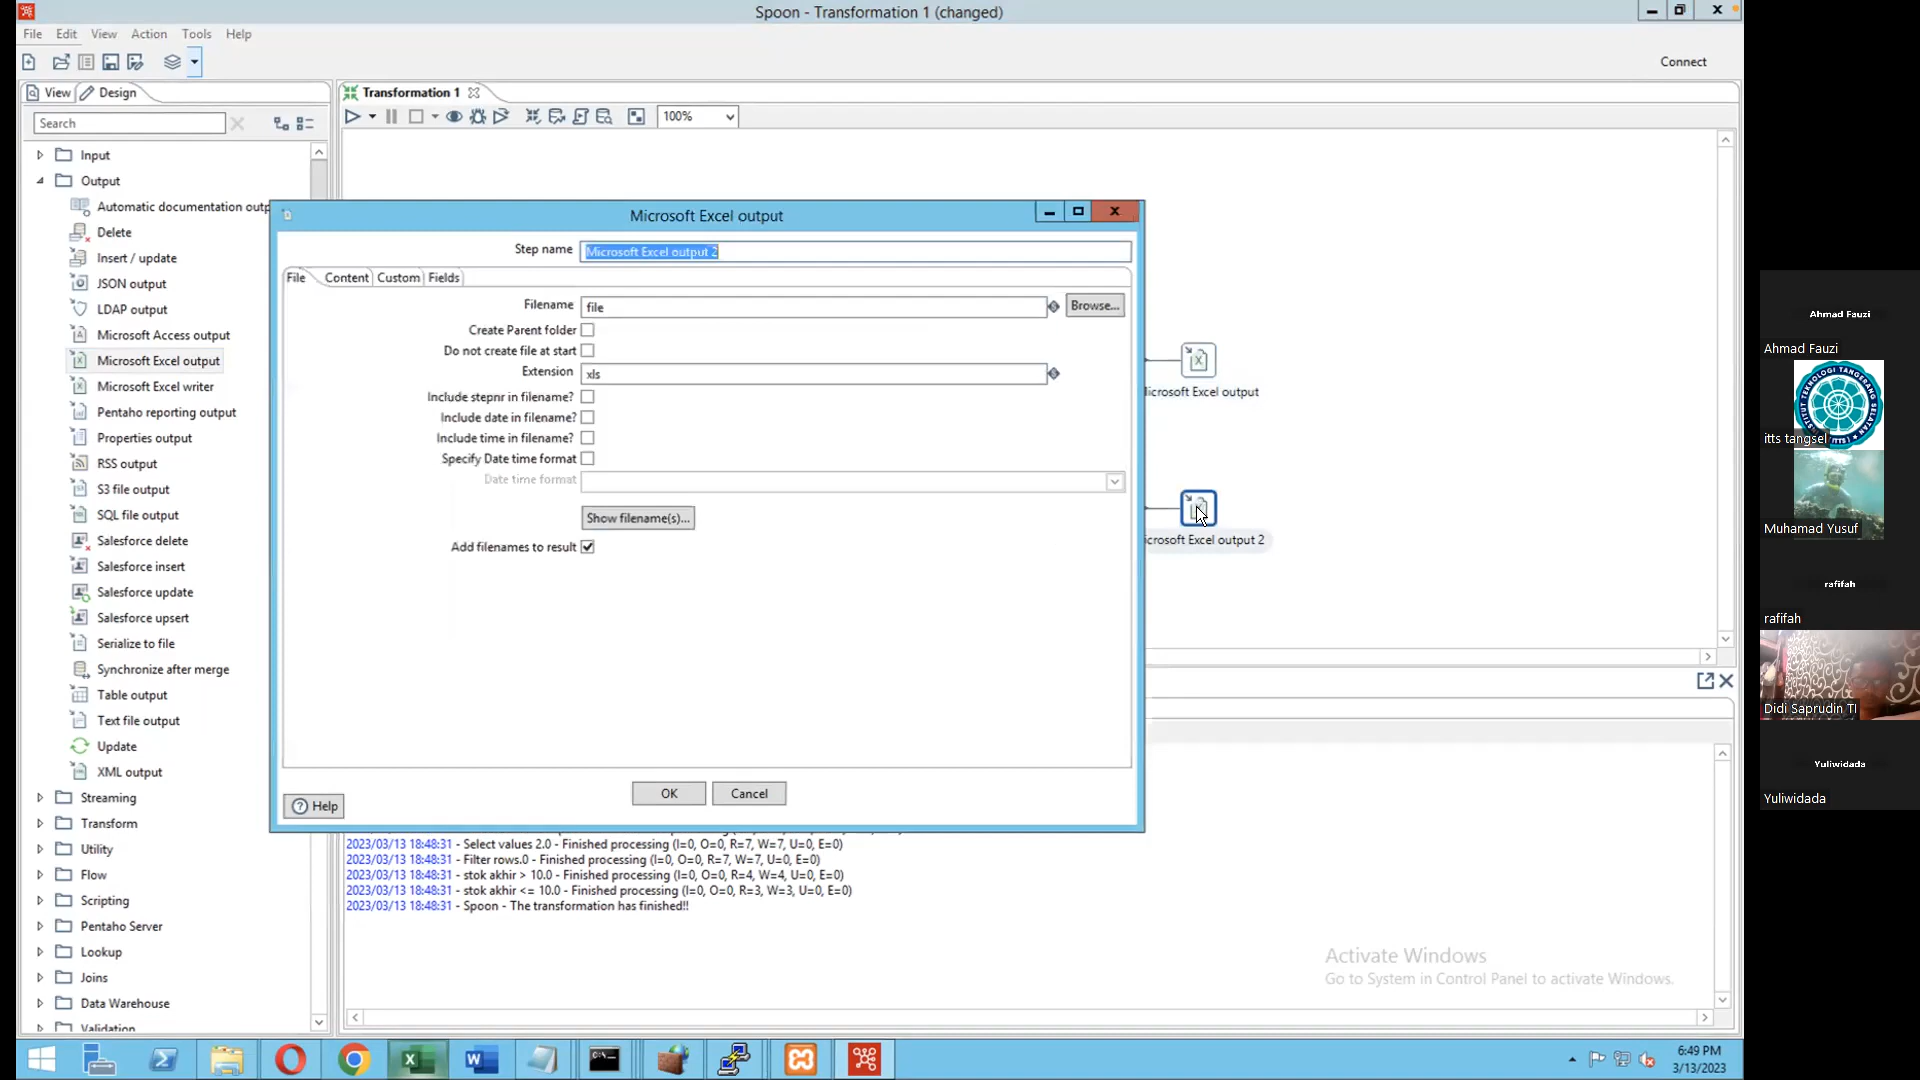 Spoon - Transformation 1 (changed)
File Edit View Action Tools Help
Connect
View Design
Transformation 1
Search
100%
Input
Output
Automatic documentation outp
Delete
Insert / update
JSON output
LDAP output
Microsoft Access output
Microsoft Excel output
Microsoft Excel writer
Pentaho reporting output
Properties output
RSS output
S3 file output
SQL file output
Salesforce delete
Salesforce insert
Salesforce update
Salesforce upsert
Serialize to file
Synchronize after merge
Table output
Text file output
Update
XML output
Streaming
Transform
Utility
Flow
Scripting
Pentaho Server
Lookup
Joins
Data Warehouse
Validation
Microsoft Excel output
Step name Microsoft Excel output 2
File Content Custom Fields
Filename file Browse...
Create Parent folder
Do not create file at start
Extension xls
Include stepnr in filename?
Include date in filename?
Include time in filename?
Specify Date time format
Date time format
Show filename(s)...
Add filenames to result
OK Cancel
Help
icrosoft Excel output
icrosoft Excel output 2
2023/03/13 18:48:31 - Select values 2.0 - Finished processing (I=0, O=0, R=7, W=7, U=0, E=0)
2023/03/13 18:48:31 - Filter rows.0 - Finished processing (I=0, O=0, R=7, W=7, U=0, E=0)
2023/03/13 18:48:31 - stok akhir > 10.0 - Finished processing (I=0, O=0, R=4, W=4, U=0, E=0)
2023/03/13 18:48:31 - stok akhir <= 10.0 - Finished processing (I=0, O=0, R=3, W=3, U=0, E=0)
2023/03/13 18:48:31 - Spoon - The transformation has finished!!
Activate Windows
Go to System in Control Panel to activate Windows.
6:49 PM
3/13/2023
Ahmad Fauzi
Ahmad Fauzi
itts tangsel
Muhamad Yusuf
rafifah
rafifah
Didi Saprudin TI
Yuliwidada
Yuliwidada